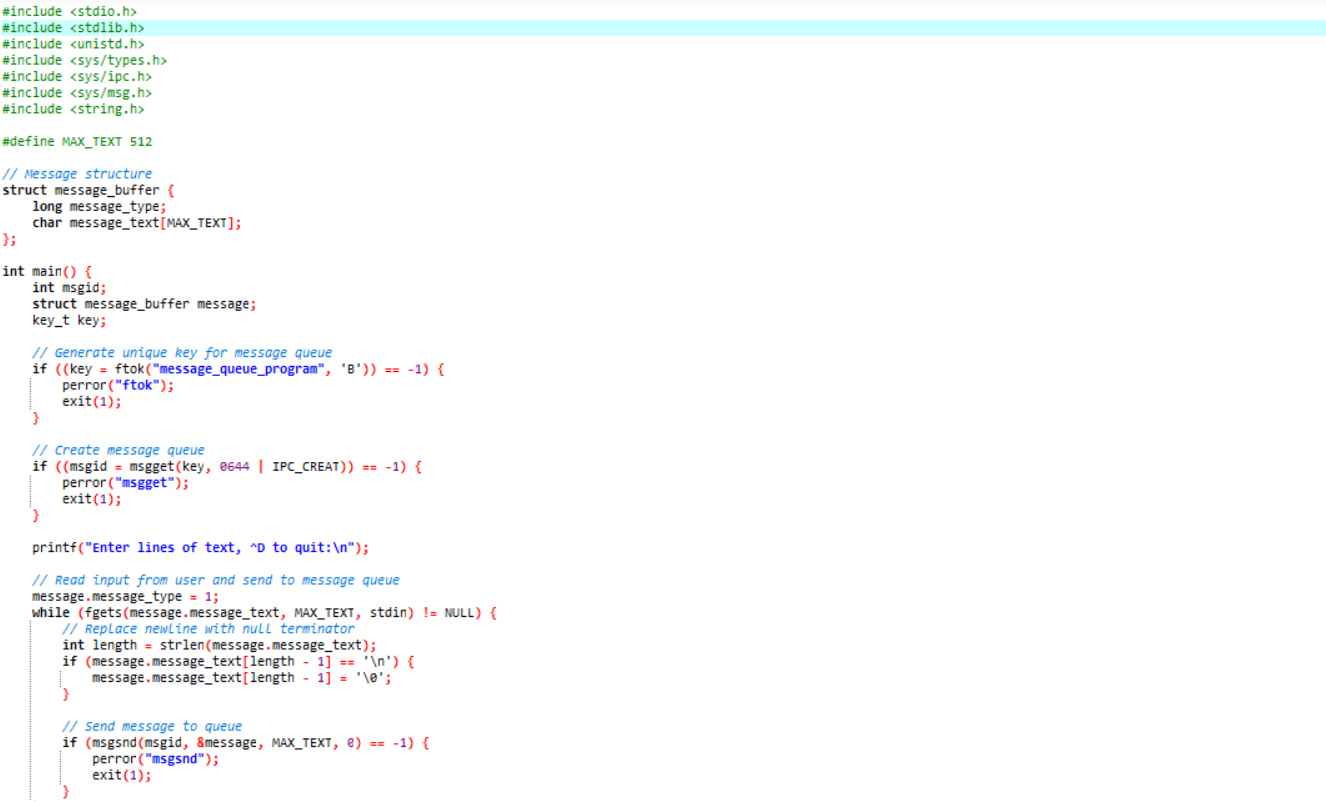 #include <stdio.h>
#include <stdlib.h>
#include <unistd.h>
#include <sys/types.h>
#include <sys/ipc.h>
#include <sys/msg.h>
#include <string.h>

#define MAX_TEXT 512

// Message structure
struct message_buffer {
    long message_type;
    char message_text[MAX_TEXT];
};

int main() {
    int msgid;
    struct message_buffer message;
    key_t key;

    // Generate unique key for message queue
    if ((key = ftok("message_queue_program", 'B')) == -1) {
        perror("ftok");
        exit(1);
    }

    // Create message queue
    if ((msgid = msgget(key, 0644 | IPC_CREAT)) == -1) {
        perror("msgget");
        exit(1);
    }

    printf("Enter lines of text, ^D to quit:\n");

    // Read input from user and send to message queue
    message.message_type = 1;
    while (fgets(message.message_text, MAX_TEXT, stdin) != NULL) {
        // Replace newline with null terminator
        int length = strlen(message.message_text);
        if (message.message_text[length - 1] == '\n') {
            message.message_text[length - 1] = '\0';
        }

        // Send message to queue
        if (msgsnd(msgid, &message, MAX_TEXT, 0) == -1) {
            perror("msgsnd");
            exit(1);
        }